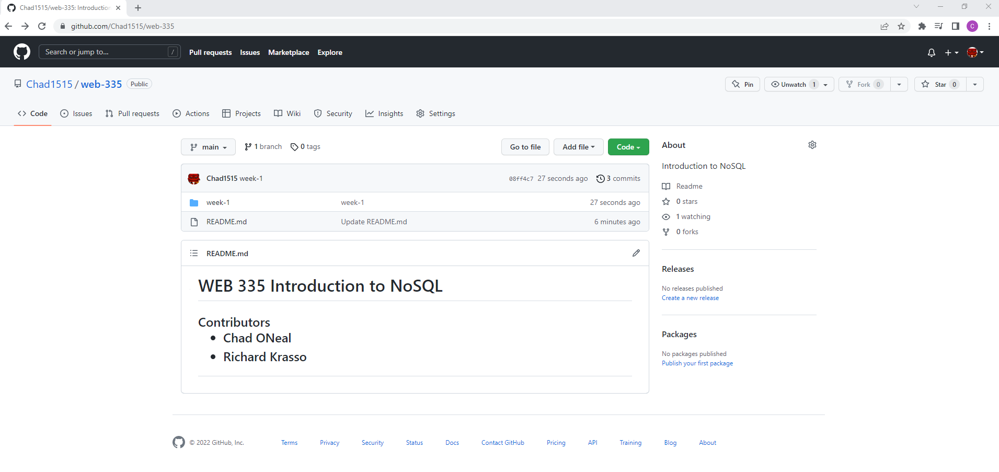 Chad1515/web-335: Introduction
github.com/Chad1515/web-335
C
Search or jump to...
/
Pull requests
Issues
Marketplace
Explore
Chad1515 / web-335
Public
Pin
Unwatch 1
Fork 0
Star 0
Code
Issues
Pull requests
Actions
Projects
Wiki
Security
Insights
Settings
main
1 branch
0 tags
Go to file
Add file
Code
Chad1515 week-1
08ff4c7 27 seconds ago
3 commits
week-1
week-1
27 seconds ago
README.md
Update README.md
6 minutes ago
README.md
WEB 335 Introduction to NoSQL
Contributors
• Chad ONeal
• Richard Krasso
About
Introduction to NoSQL
Readme
0 stars
1 watching
0 forks
Releases
No releases published
Create a new release
Packages
No packages published
Publish your first package
© 2022 GitHub, Inc.
Terms
Privacy
Security
Status
Docs
Contact GitHub
Pricing
API
Training
Blog
About